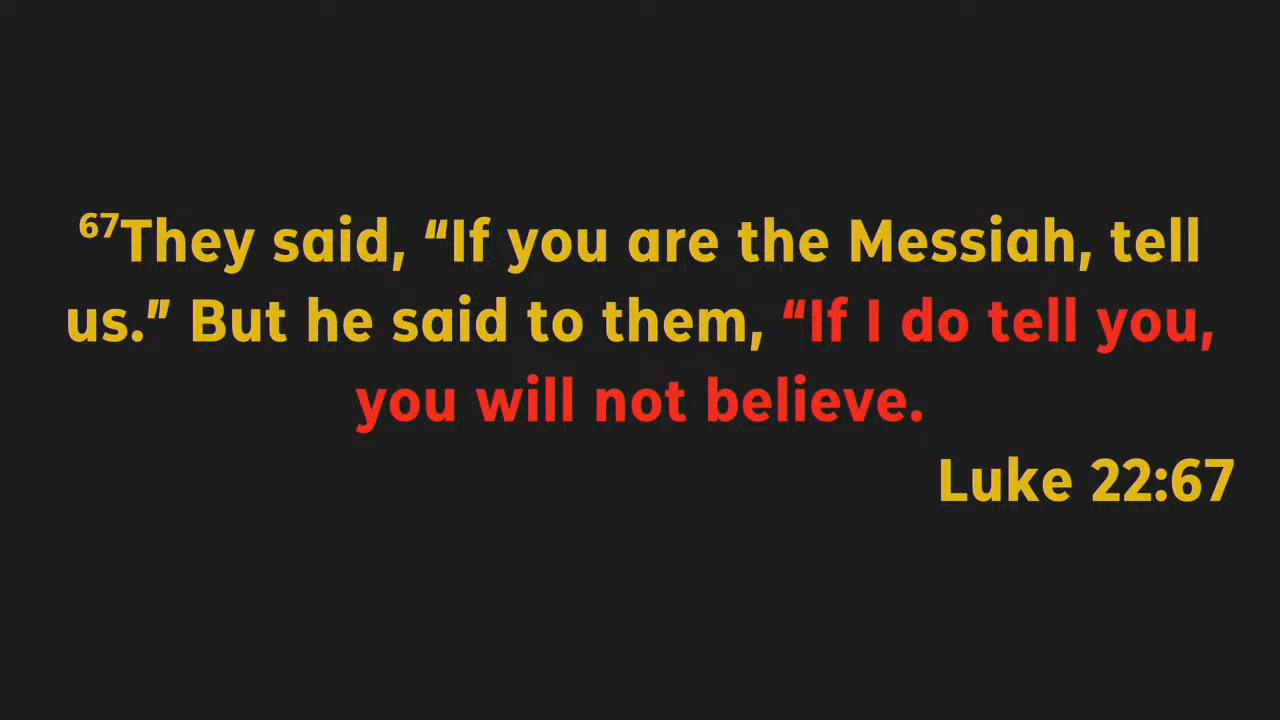 ⁶⁷They said, “If you are the Messiah, tell
us.” But he said to them, “If I do tell you,
you will not believe.
Luke 22:67